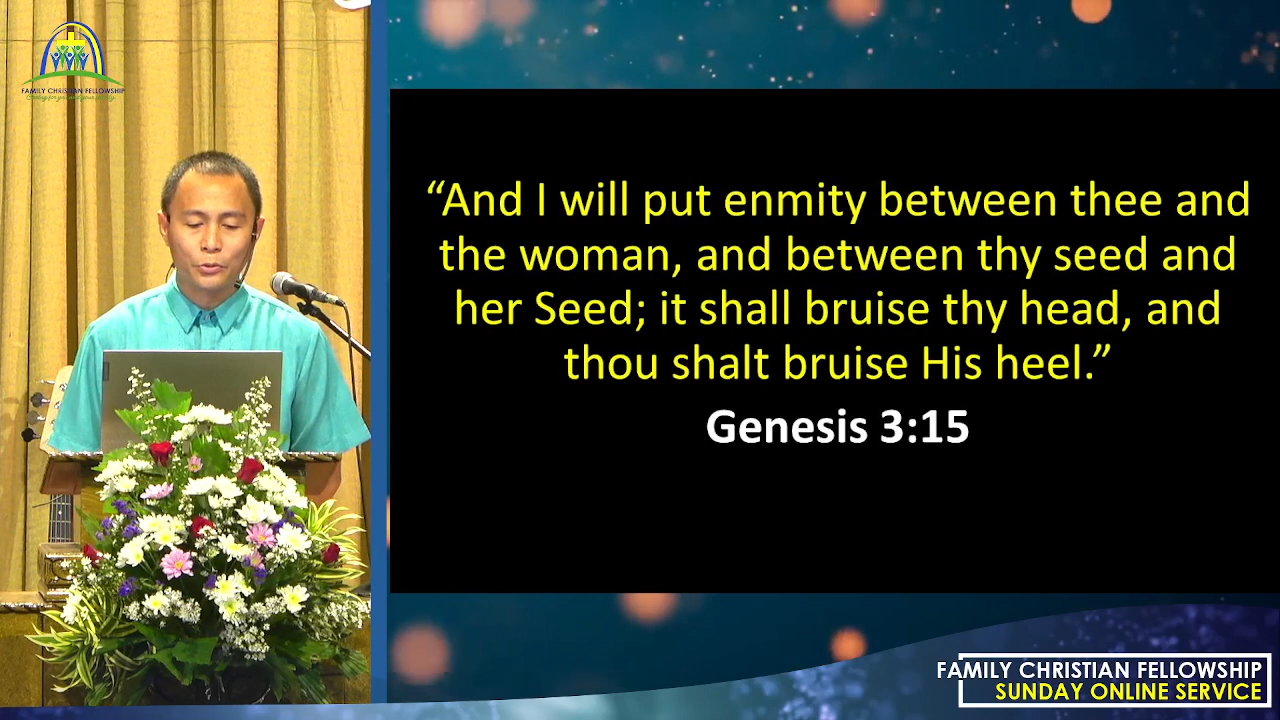 FAMILY CHRISTIAN FELLOWSHIP
“And I will put enmity between thee and
the woman, and between thy seed and
her Seed; it shall bruise thy head, and
thou shalt bruise His heel.”
Genesis 3:15
FAMILY CHRISTIAN FELLOWSHIP
SUNDAY ONLINE SERVICE